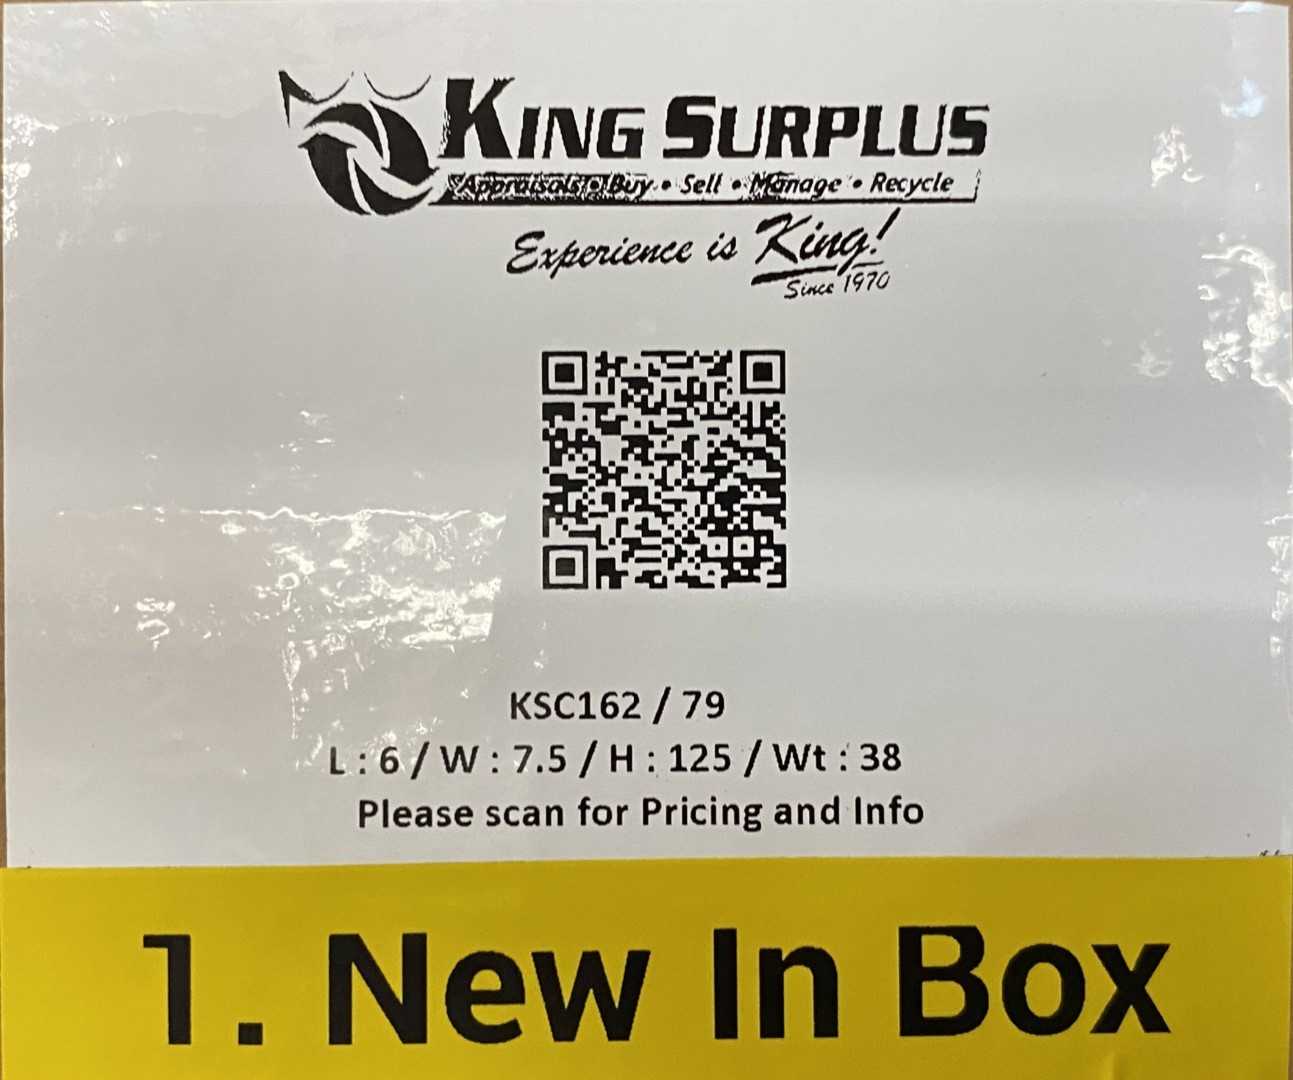 KING SURPLUS
Appraisals • Buy • Sell • Manage • Recycle
Experience is King!
Since 1970
KSC162 / 79
L : 6 / W : 7.5 / H : 125 / Wt : 38
Please scan for Pricing and Info
1. New In Box